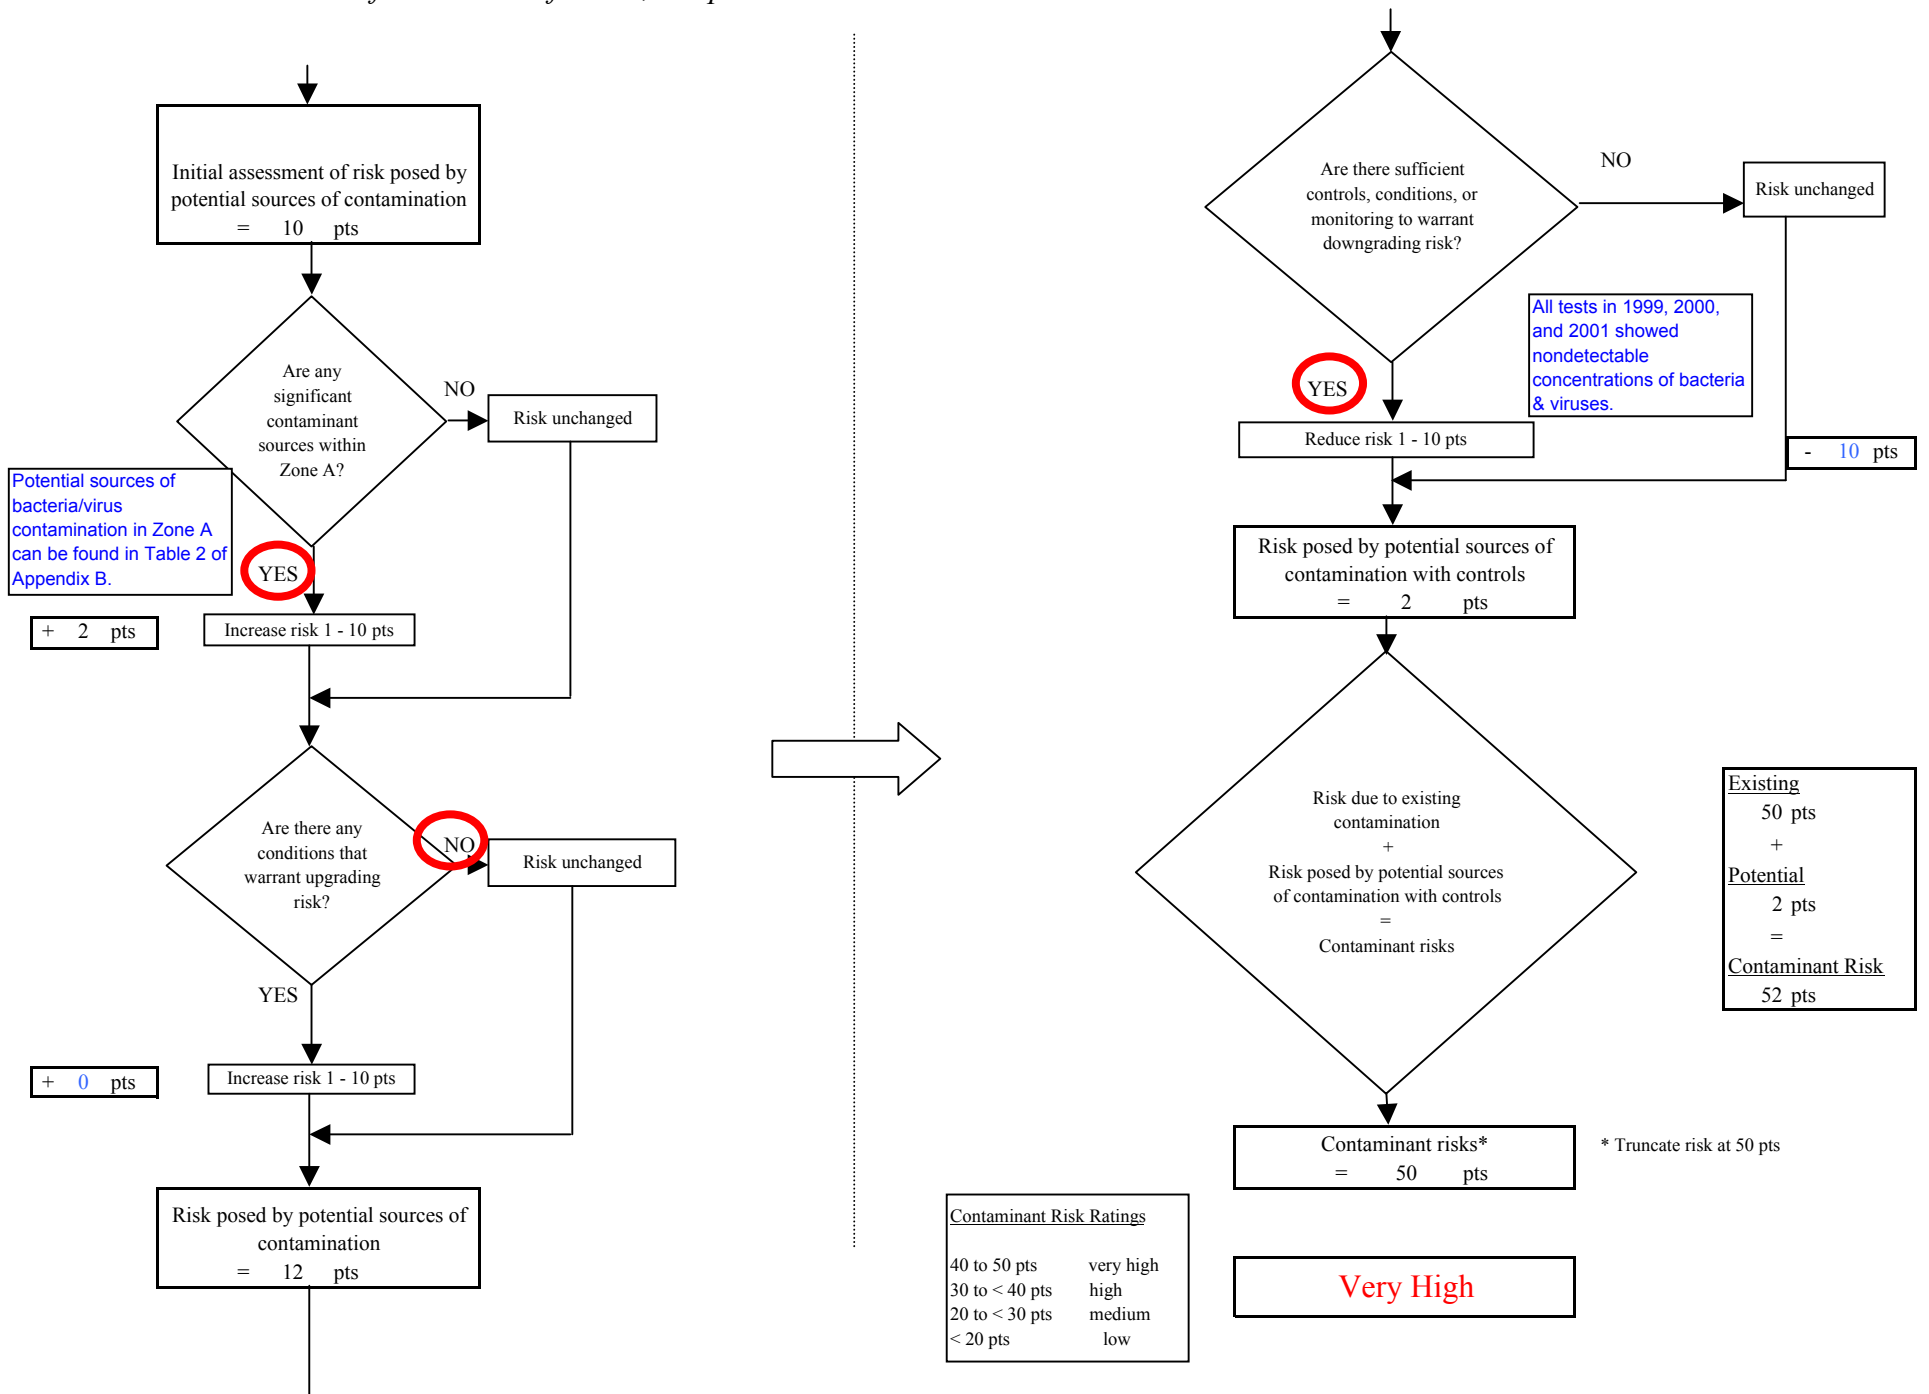 Initial assessment of risk posed by
potential sources of contamination
= 10 pts
Are any
significant
contaminant
sources within
Zone A?
NO
Risk unchanged
Potential sources of
bacteria/virus
contamination in Zone A
can be found in Table 2 of
Appendix B.
YES
+ 2 pts
Increase risk 1 - 10 pts
Are there any
conditions that
warrant upgrading
risk?
NO
Risk unchanged
YES
+ 0 pts
Increase risk 1 - 10 pts
Risk posed by potential sources of
contamination
= 12 pts
Are there sufficient
controls, conditions, or
monitoring to warrant
downgrading risk?
NO
Risk unchanged
All tests in 1999, 2000,
and 2001 showed
nondetectable
concentrations of bacteria
& viruses.
YES
Reduce risk 1 - 10 pts
- 10 pts
Risk posed by potential sources of
contamination with controls
= 2 pts
Risk due to existing
contamination
+
Risk posed by potential sources
of contamination with controls
=
Contaminant risks
Existing
50 pts
+
Potential
2 pts
=
Contaminant Risk
52 pts
Contaminant risks*
= 50 pts
* Truncate risk at 50 pts
Contaminant Risk Ratings
40 to 50 pts very high
30 to < 40 pts high
20 to < 30 pts medium
< 20 pts low
Very High